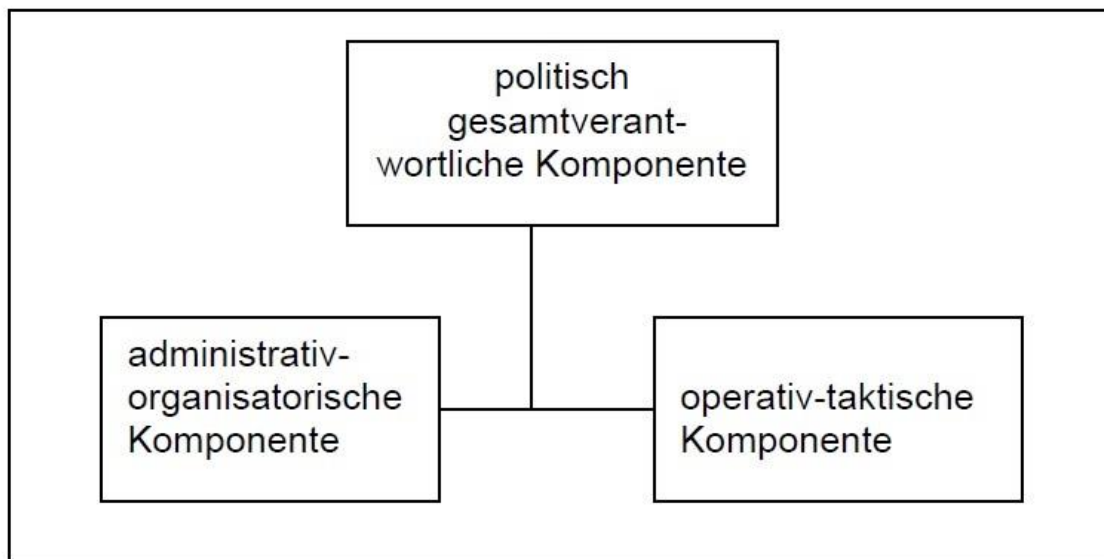 politisch
gesamtverant-
wortliche Komponente
administrativ-
organisatorische
Komponente
operativ-taktische
Komponente